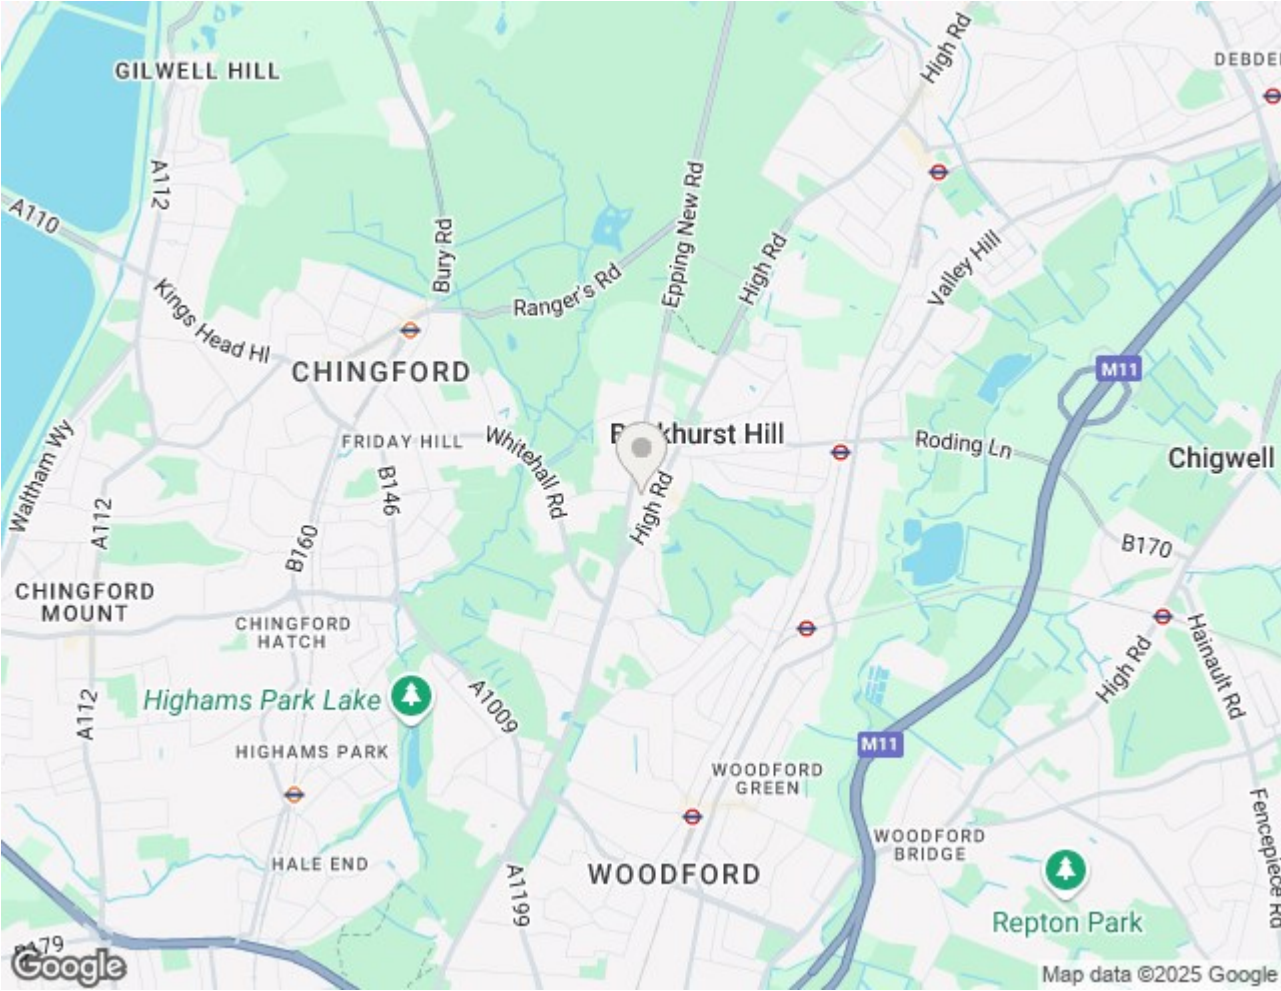 High Rd
GILWELL HILL
DEBDE
A112
A110
Epping New Rd
Bury Rd
High Rd
Valley Hill
Ranger's Rd
Kings Head Hl
CHINGFORD
M11
Buckhurst Hill
FRIDAY HILL
Whitehall Rd
Roding Ln
Chigwell
Waltham Wy
B146
High Rd
A112
B160
B170
CHINGFORD
MOUNT
CHINGFORD
HATCH
Hainault Rd
High Rd
Highams Park Lake
A1009
A112
M11
HIGHAMS PARK
WOODFORD
GREEN
Fencepiece Rd
WOODFORD
BRIDGE
HALE END
WOODFORD
A1199
Repton Park
A179
Google
Map data ©2025 Google